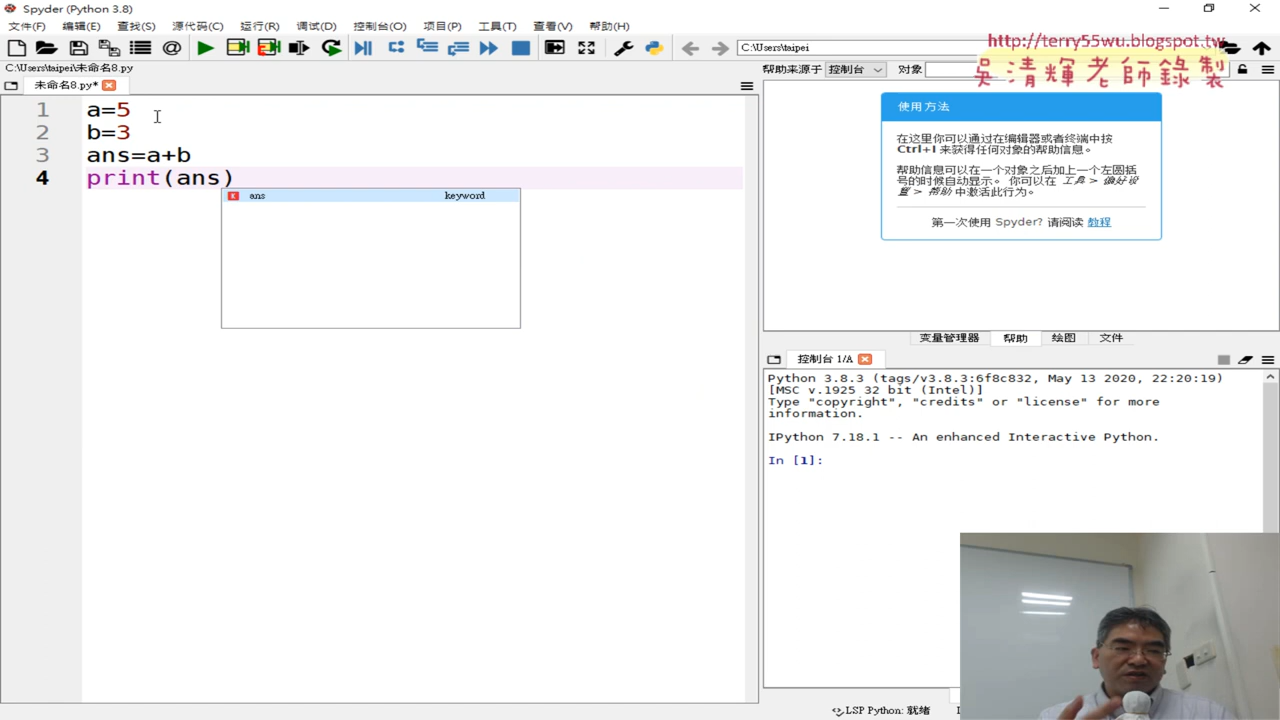 Spyder (Python 3.8)
文件(F) 编辑(E) 查找(S) 源代码(C) 运行(R) 调试(D) 控制台(O) 项目(P) 工具(T) 查看(V) 帮助(H)
C:\Users\taipei
http://terry55wu.blogspot.tw
吳清輝老師錄製
C:\Users\taipei\未命名8.py
未命名8.py*
帮助来源于 控制台 对象
1 a=5
2 b=3
3 ans=a+b
4 print(ans)
ans keyword
使用方法
在这里你可以通过在编辑器或者终端中按
Ctrl+I 来获得任何对象的帮助信息。
帮助信息可以在一个对象之后加上一个左圆括
号的时候自动显示。 你可以在 工具 > 偏好设
置 > 帮助 中激活此行为。
第一次使用 Spyder? 请阅读 教程
变量管理器 帮助 绘图 文件
控制台 1/A
Python 3.8.3 (tags/v3.8.3:6f8c832, May 13 2020, 22:20:19)
[MSC v.1925 32 bit (Intel)]
Type "copyright", "credits" or "license" for more
information.
IPython 7.18.1 -- An enhanced Interactive Python.
In [1]:
LSP Python: 就绪